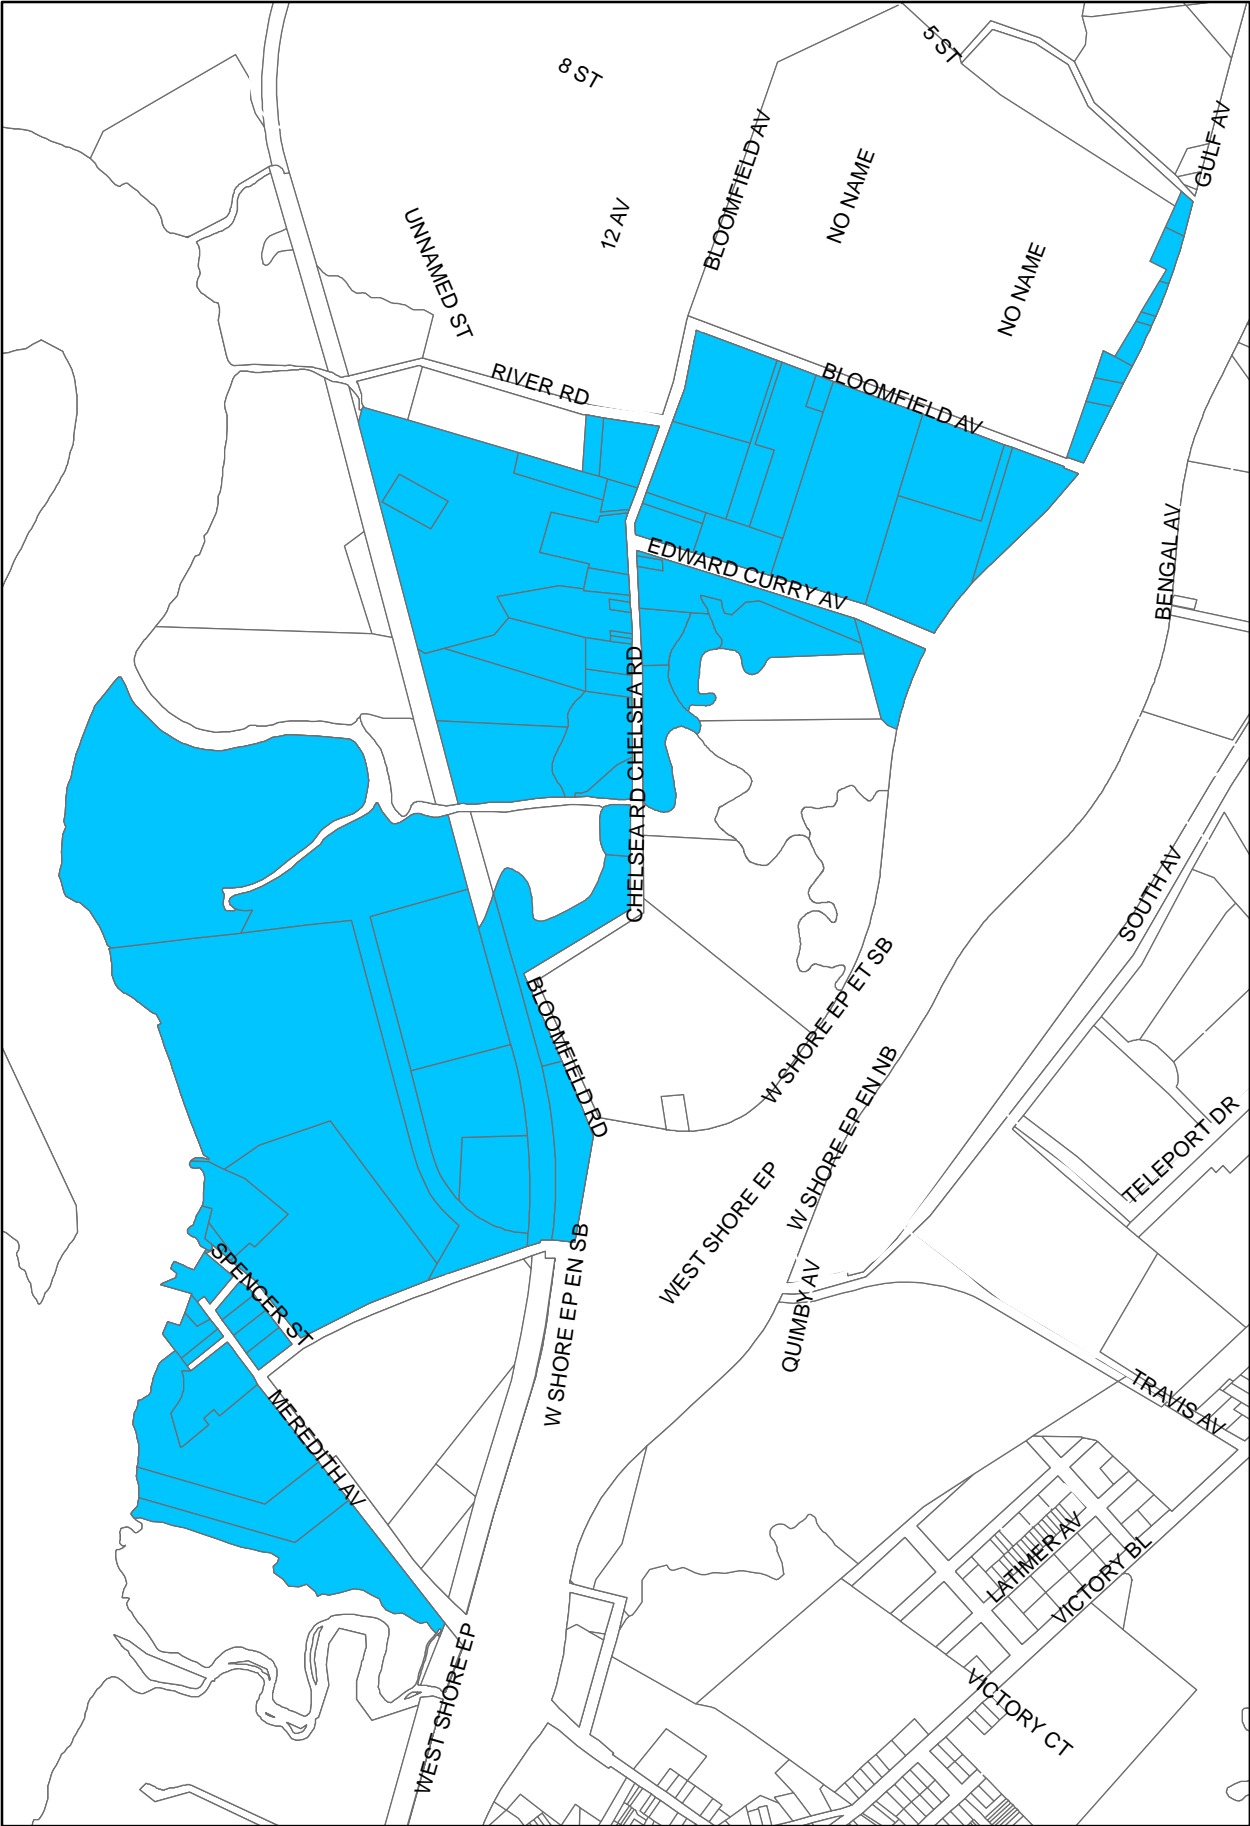 5 ST
8 ST
GULF AV
BLOOMFIELD AV
NO NAME
12 AV
UNNAMED ST
NO NAME
RIVER RD
BLOOMFIELD AV
BENGAL AV
EDWARD CURRY AV
CHELSEA RD
CHELSEA RD
SOUTH AV
W SHORE EP ET SB
BLOOMFIELD RD
W SHORE EP EN NB
TELEPORT DR
WEST SHORE EP
SPENCER ST
W SHORE EP EN SB
QUIMBY AV
TRAVIS AV
MEREDITH AV
LATIMER AV
VICTORY BL
WEST SHORE EP
VICTORY CT